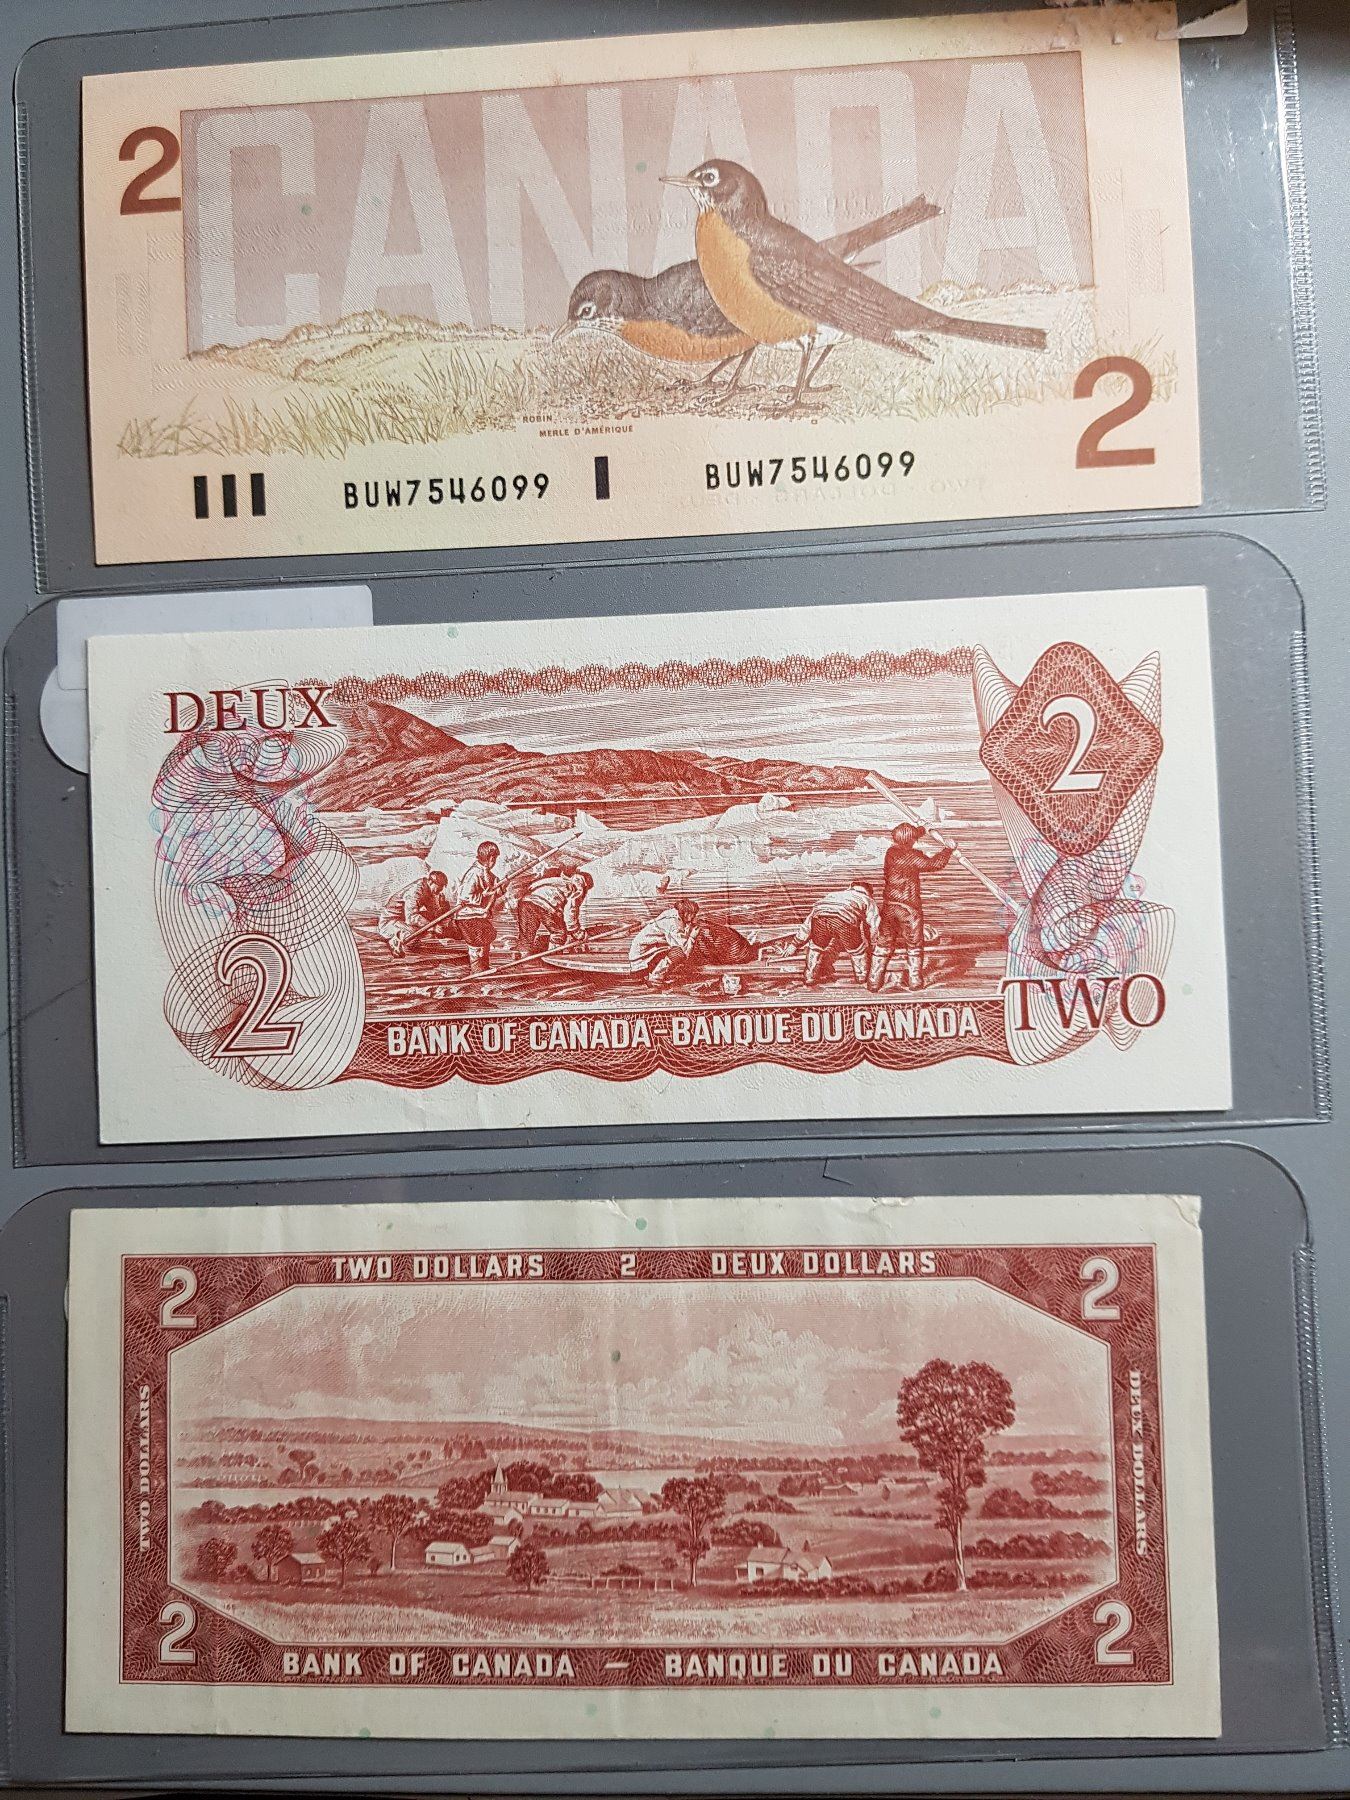 2
CANADA
ROBIN
MERLE D'AMÉRIQUE
2
BUW7546099 BUW7546099
DEUX
2
2
BANK OF CANADA-BANQUE DU CANADA
TWO
TWO DOLLARS 2 DEUX DOLLARS
2 2
TWO DOLLARS
DEUX DOLLARS
2 2
BANK OF CANADA — BANQUE DU CANADA